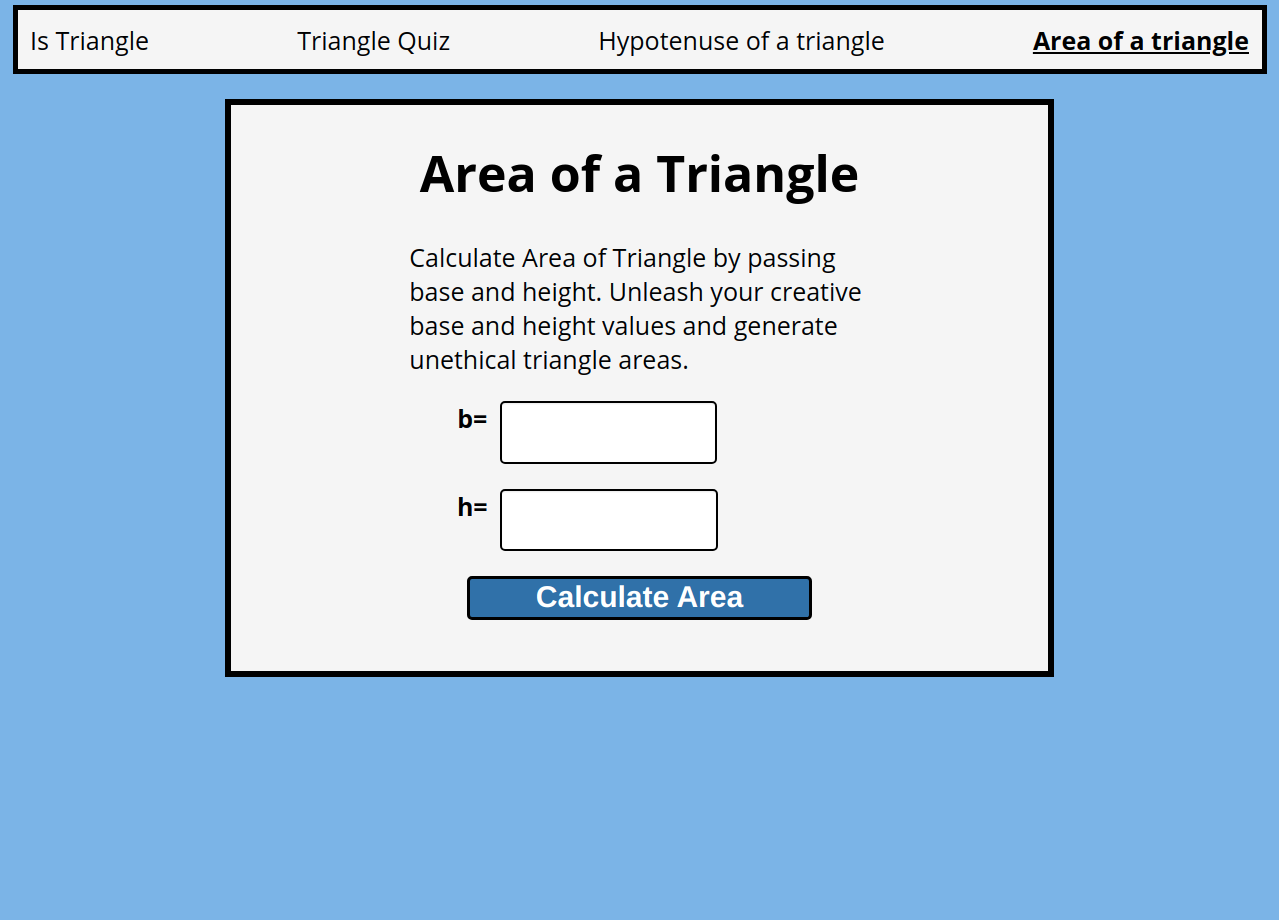 Is Triangle Triangle Quiz Hypotenuse of a triangle Area of a triangle
Area of a Triangle
Calculate Area of Triangle by passing
base and height. Unleash your creative
base and height values and generate
unethical triangle areas.
b=
h=
Calculate Area